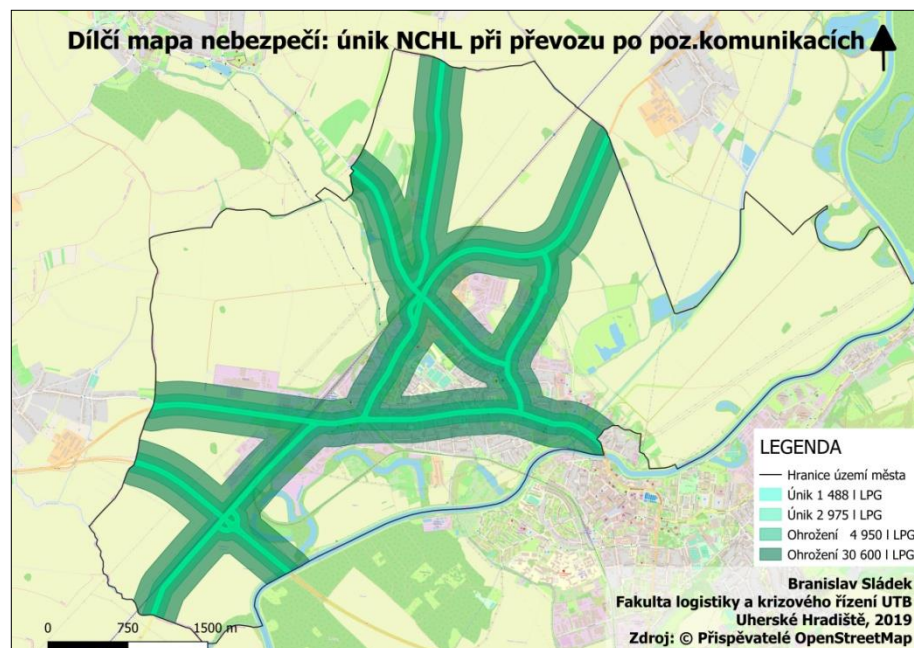 Dílčí mapa nebezpečí: únik NCHL při převozu po poz.komunikacích
LEGENDA
Hranice území města
Únik 1 488 l LPG
Únik 2 975 l LPG
Ohrožení 4 950 l LPG
Ohrožení 30 600 l LPG
Branislav Sládek
Fakulta logistiky a krizového řízení UTB
Uherské Hradiště, 2019
Zdroj: © Přispěvatelé OpenStreetMap
0 750 1500 m